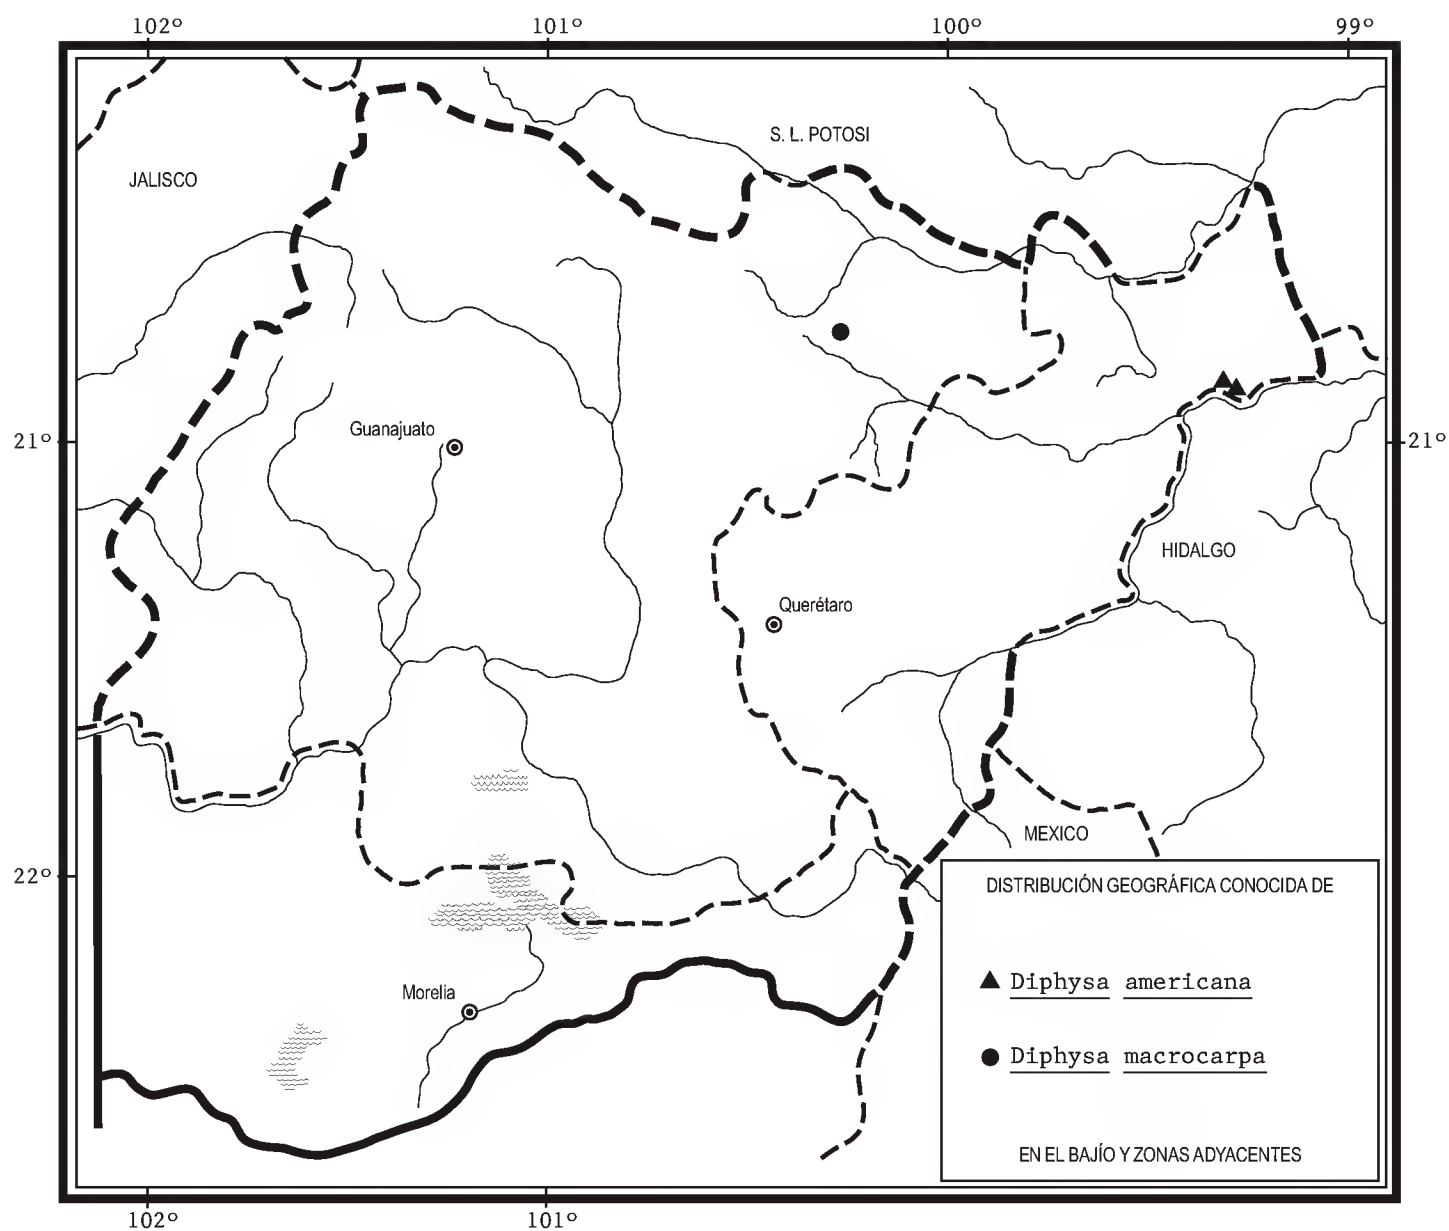 102° 101° 100° 99°
S. L. POTOSI
JALISCO
Guanajuato
21° 21°
HIDALGO
Querétaro
MEXICO
22°
DISTRIBUCIÓN GEOGRÁFICA CONOCIDA DE
Diphysa americana
Morelia
Diphysa macrocarpa
EN EL BAJÍO Y ZONAS ADYACENTES
102° 101°